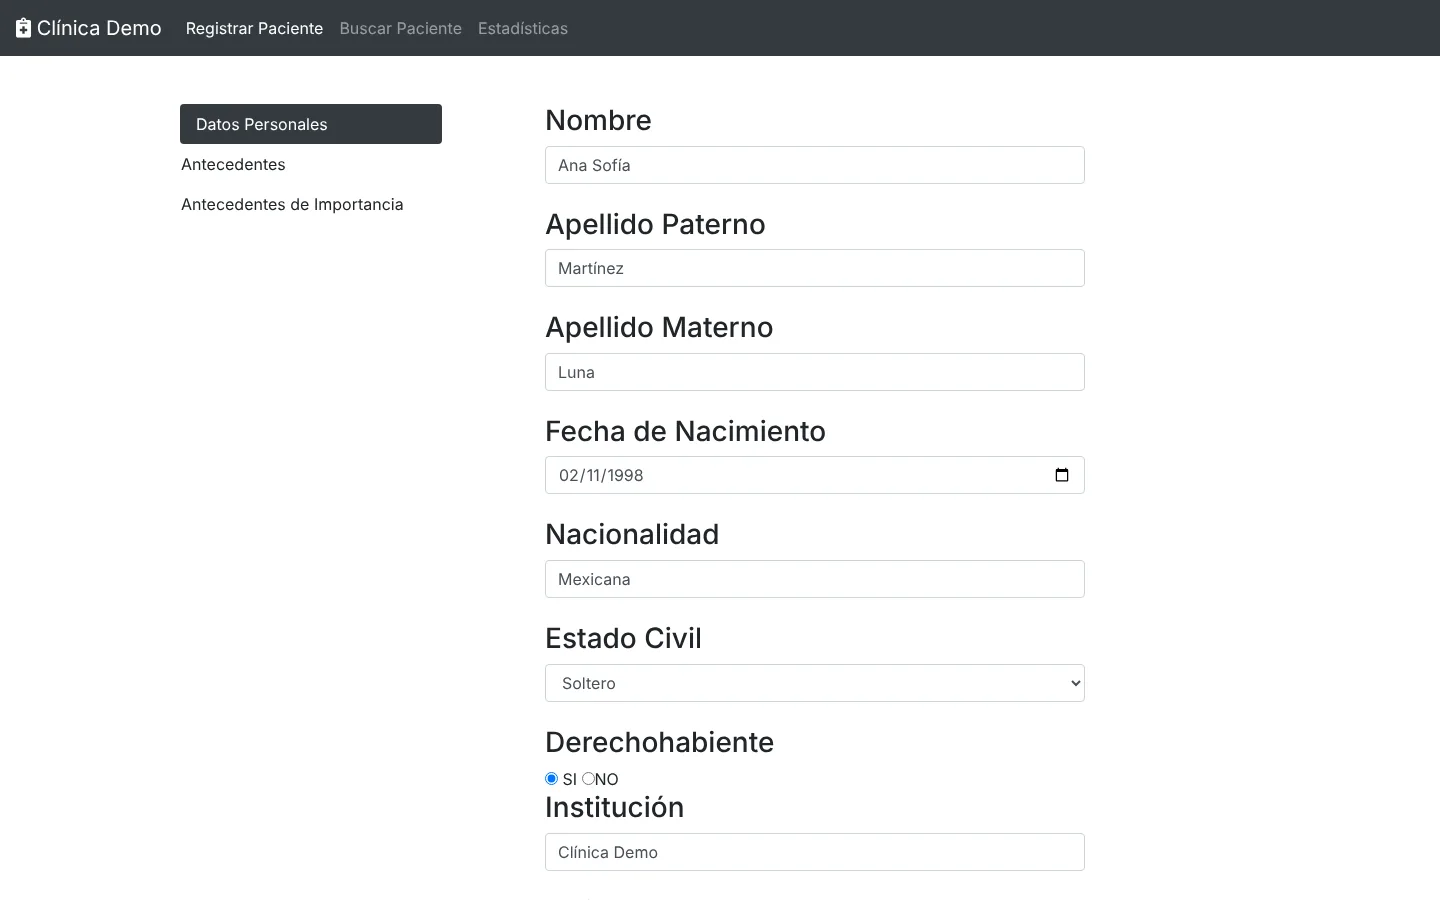 Clínica Demo Registrar Paciente Buscar Paciente Estadísticas
Datos Personales
Antecedentes
Antecedentes de Importancia
Nombre
Ana Sofía
Apellido Paterno
Martínez
Apellido Materno
Luna
Fecha de Nacimiento
02/11/1998
Nacionalidad
Mexicana
Estado Civil
Soltero
Derechohabiente
SI NO
Institución
Clínica Demo